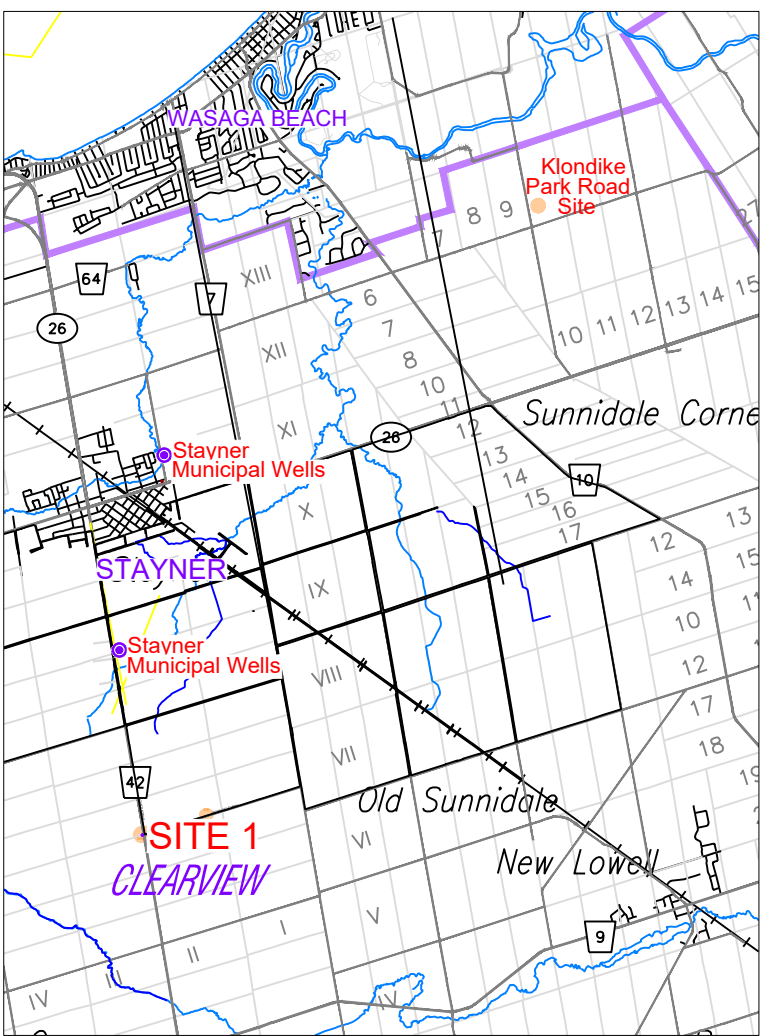 WASAGA BEACH
Klondike
Park Road
Site
7
8
9
27
64
7
XIII
26
6
7
8
10
11
XII
10
11
12
13
14
15
XI
26
12
13
14
15
16
17
Sunnidale Corne
10
Stayner
Municipal Wells
X
STAYNER
IX
12
14
10
12
13
15
11
Stayner
Municipal Wells
VIII
VII
17
18
19
42
Old Sunnidale
SITE 1
CLEARVIEW
VI
New Lowell
V
9
I
II
III
IV
IV